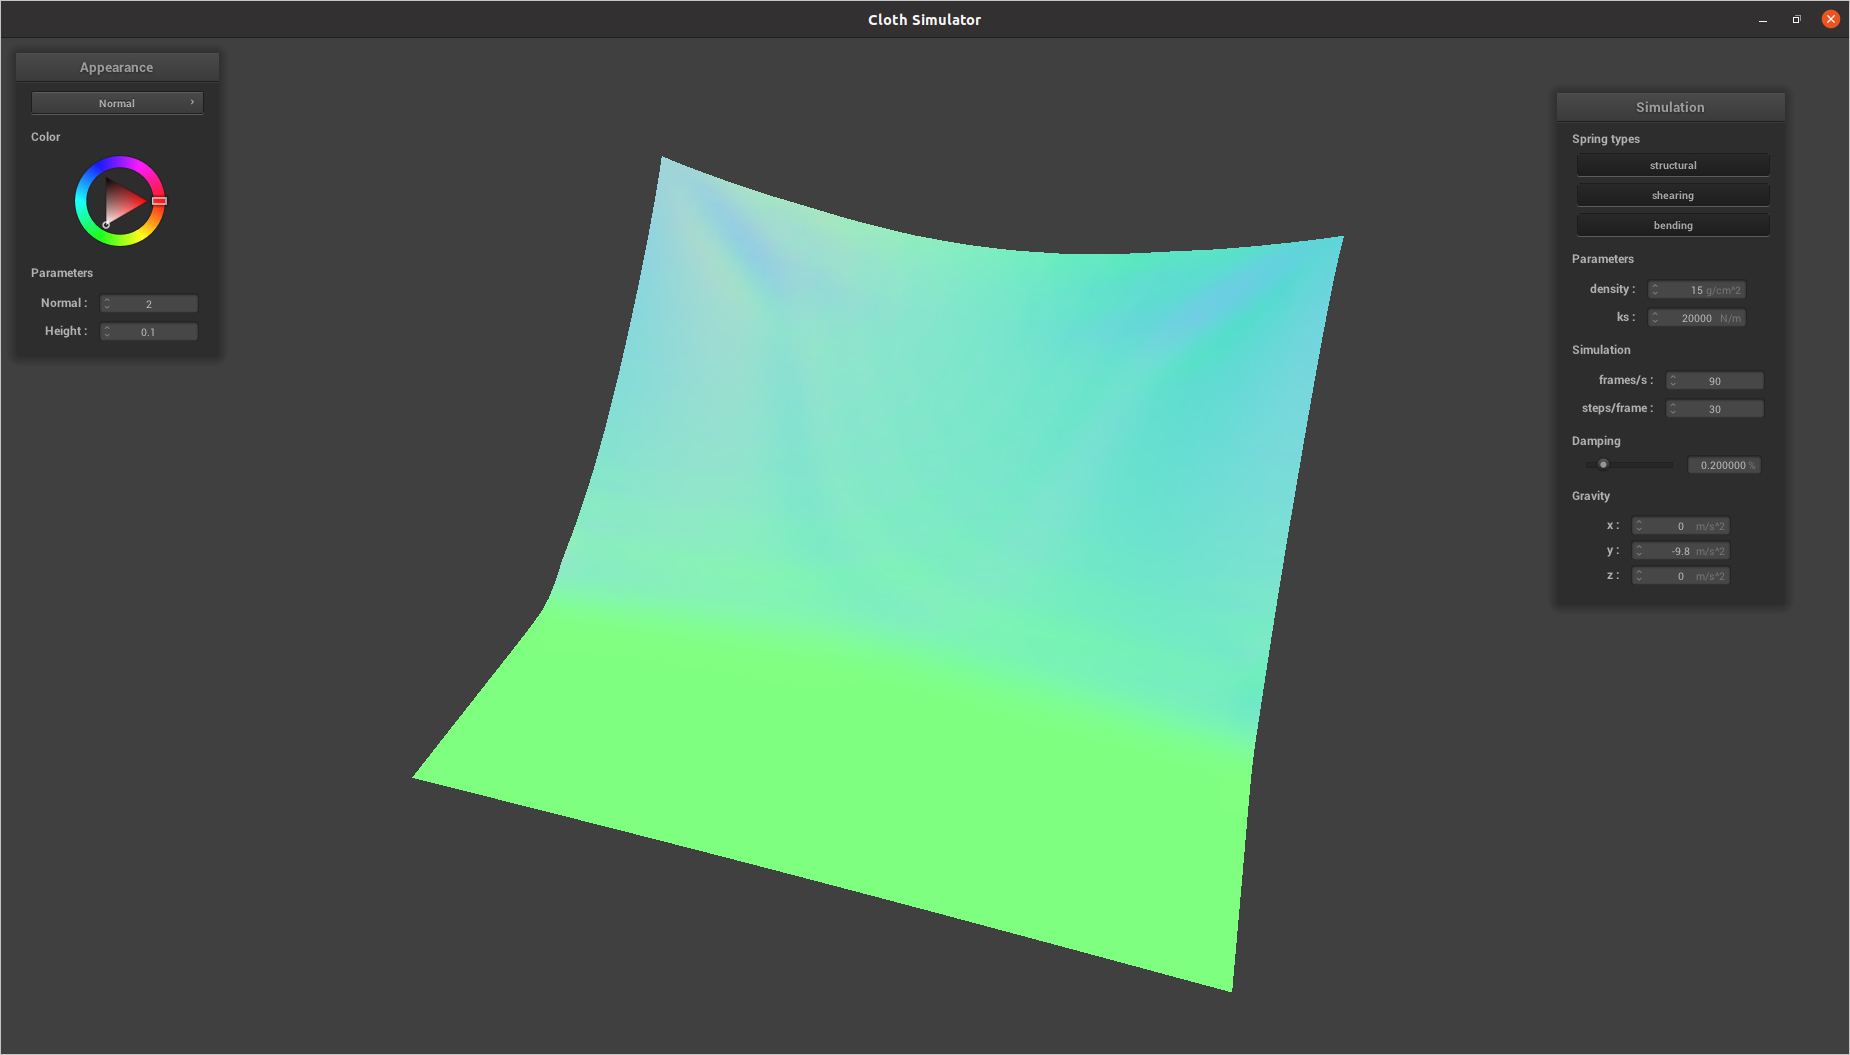 Cloth Simulator
Appearance
Normal
Color
Parameters
Normal : 2
Height : 0.1
Simulation
Spring types
structural
shearing
bending
Parameters
density : 15 g/cm^2
ks : 20000 N/m
Simulation
frames/s : 90
steps/frame : 30
Damping
0.200000 %
Gravity
x : 0 m/s^2
y : -9.8 m/s^2
z : 0 m/s^2